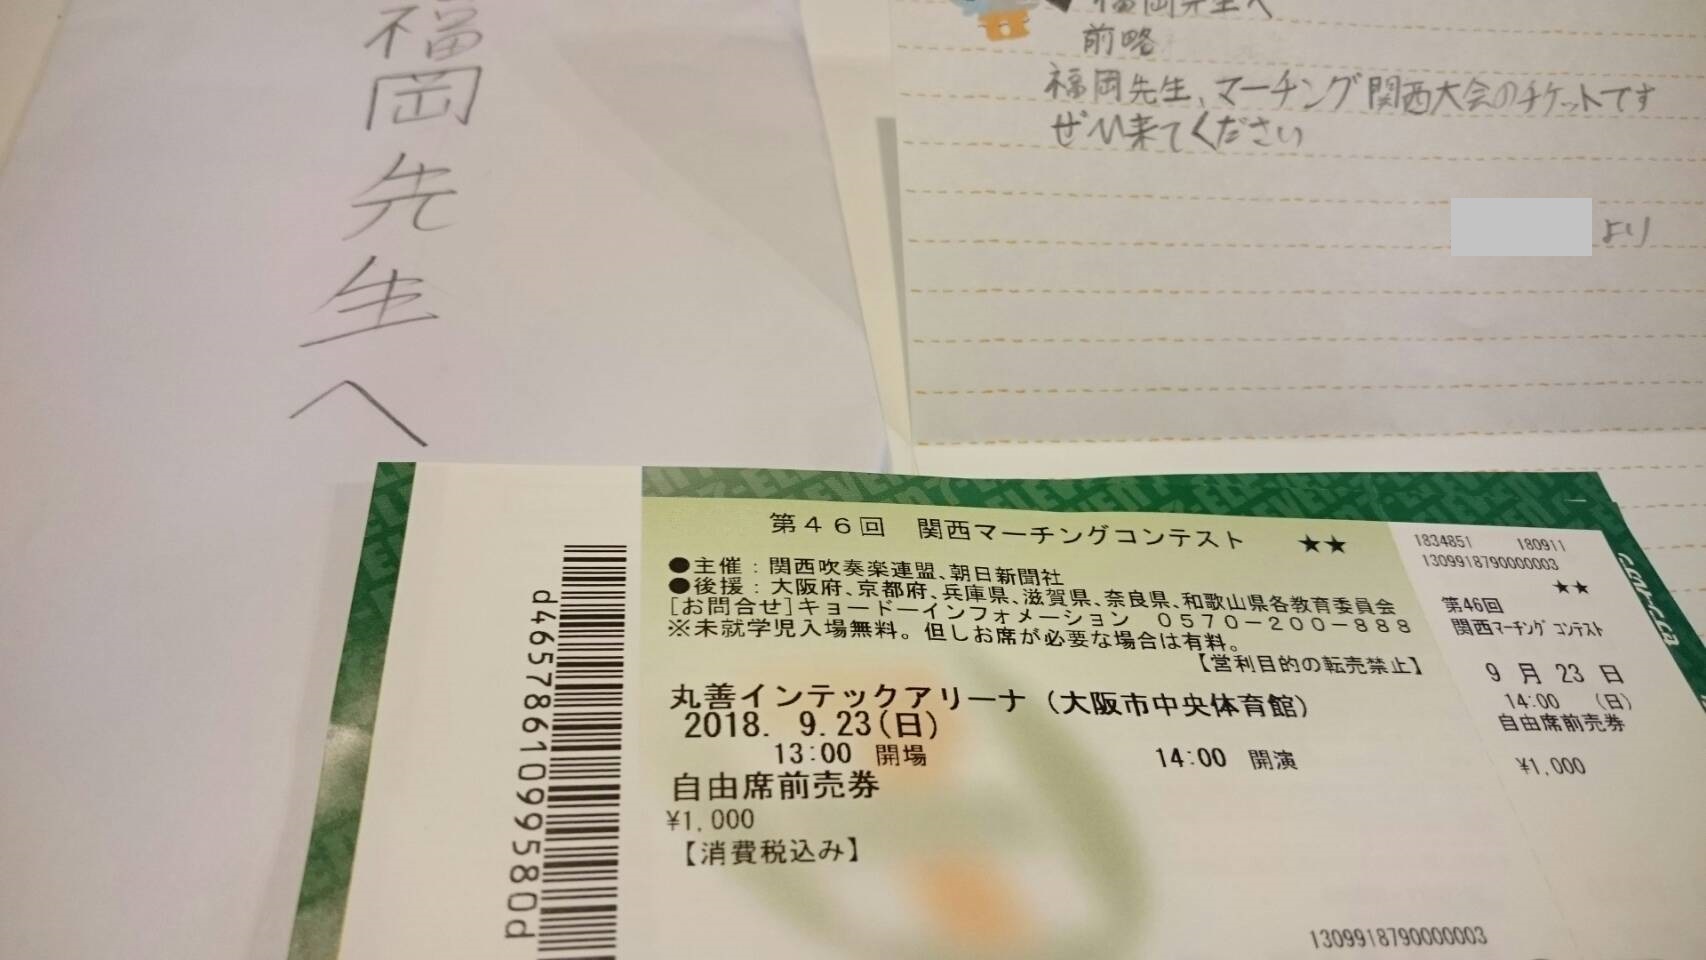 福岡先生へ
福岡先生へ
前略
福岡先生、マーチング関西大会のチケットです
ぜひ来てください
より
第46回 関西マーチングコンテスト ★★
●主催：関西吹奏楽連盟、朝日新聞社
●後援：大阪府、京都府、兵庫県、滋賀県、奈良県、和歌山県各教育委員会
[お問合せ]キョードーインフォメーション 0570-200-888
※未就学児入場無料。但しお席が必要な場合は有料。
【営利目的の転売禁止】
丸善インテックアリーナ（大阪市中央体育館）
2018. 9.23(日)
13:00 開場 14:00 開演
自由席前売券
¥1,000
【消費税込み】
1309918790000003
d4657861099580d
1834851 180911
1309918790000003
★★
第46回
関西マーチングコンテスト
9月23日
14:00 (日)
自由席前売券
¥1,000